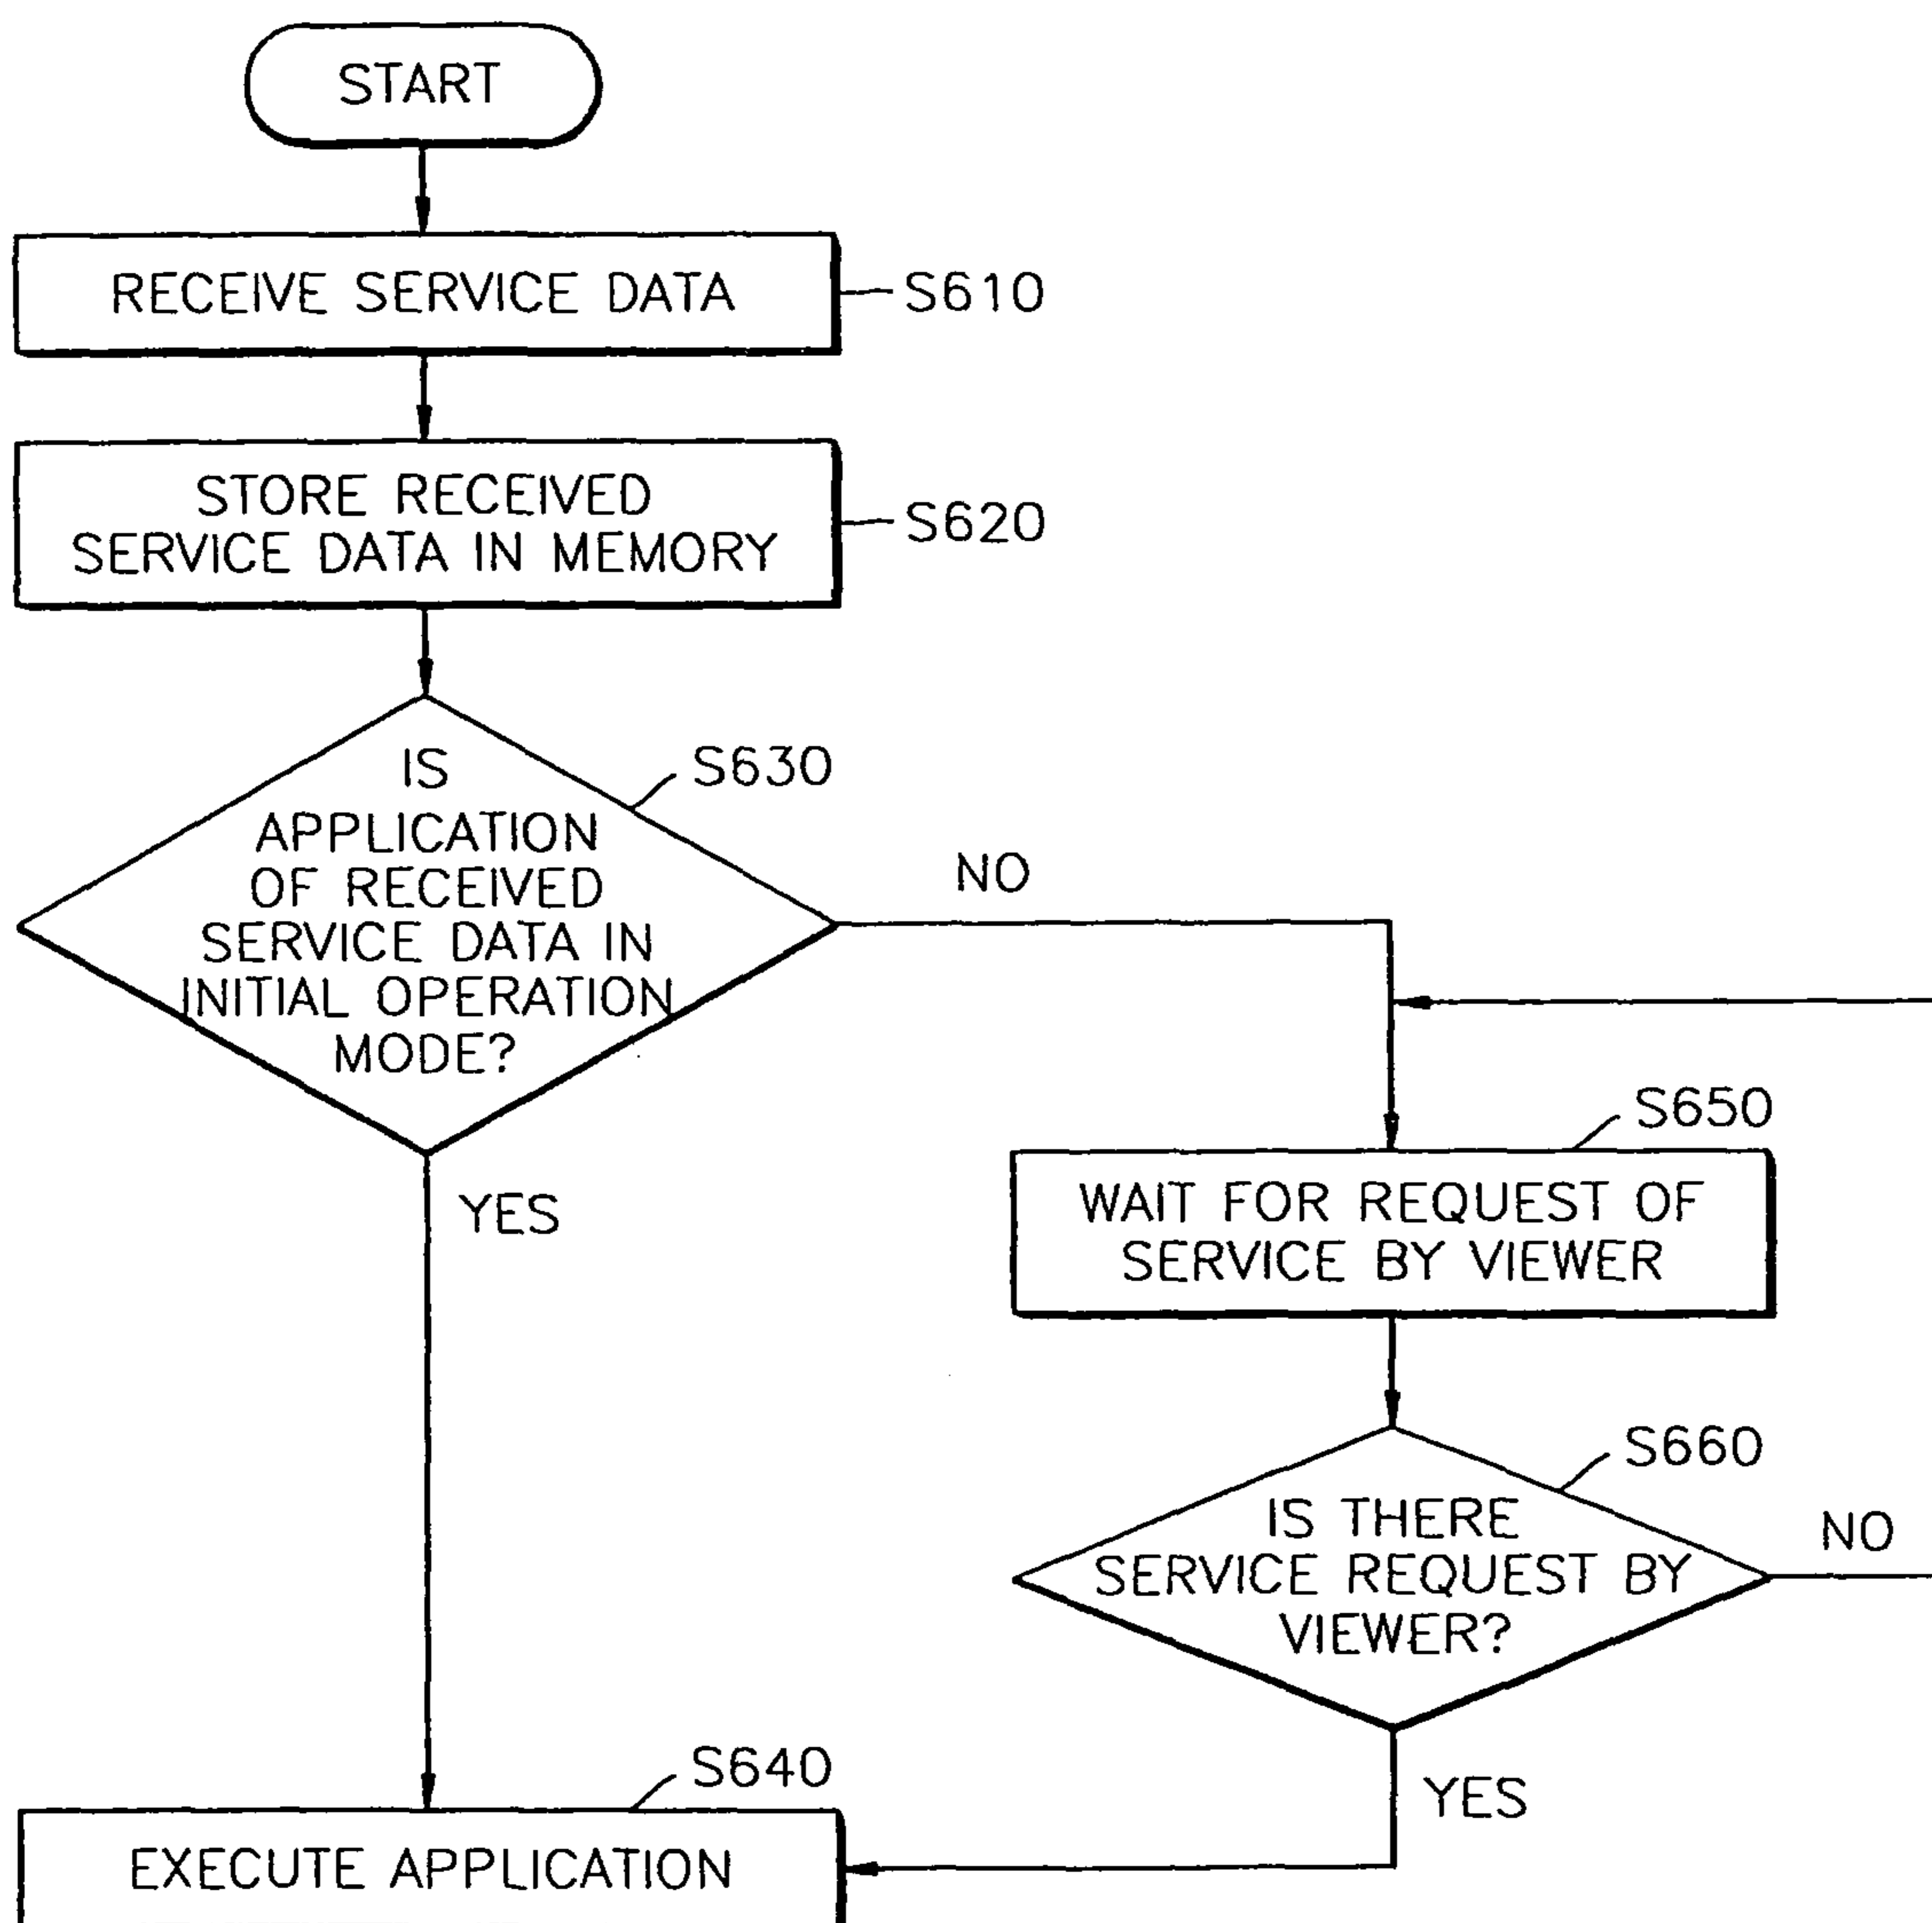 START
RECEIVE SERVICE DATA
S610
STORE RECEIVED
SERVICE DATA IN MEMORY
S620
IS
APPLICATION
OF RECEIVED
SERVICE DATA IN
INITIAL OPERATION
MODE?
S630
NO
YES
S650
WAIT FOR REQUEST OF
SERVICE BY VIEWER
S660
IS THERE
SERVICE REQUEST BY
VIEWER?
NO
YES
S640
EXECUTE APPLICATION